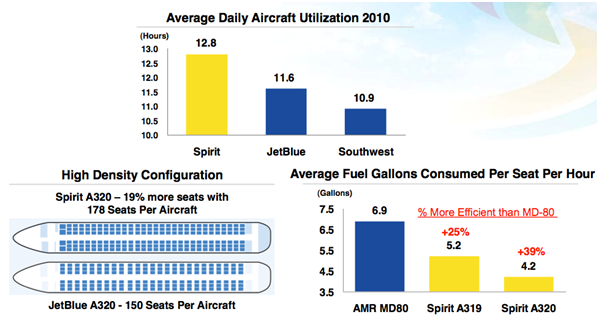 Average Daily Aircraft Utilization 2010
(Hours)
13.0
12.5
12.0
11.5
11.0
10.5
10.0
12.8
11.6
10.9
Spirit JetBlue Southwest
High Density Configuration
Spirit A320 – 19% more seats with
178 Seats Per Aircraft
JetBlue A320 - 150 Seats Per Aircraft
Average Fuel Gallons Consumed Per Seat Per Hour
(Gallons)
7.5
6.5
5.5
4.5
3.5
6.9
% More Efficient than MD-80
+25%
5.2
+39%
4.2
AMR MD80 Spirit A319 Spirit A320